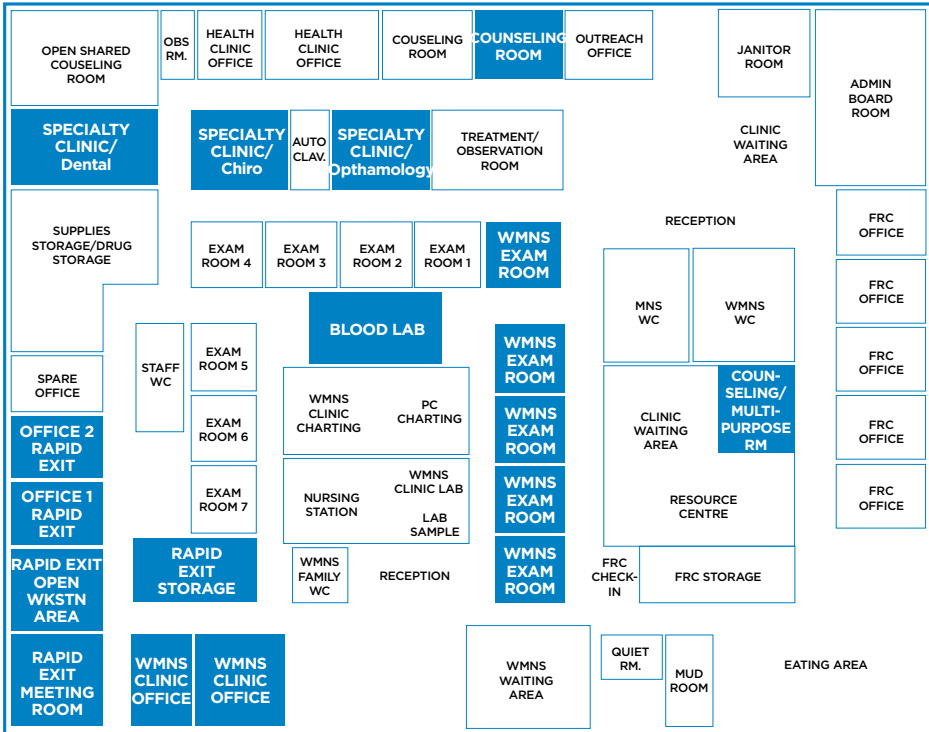 OPEN SHARED
COUSELING
ROOM
OBS
RM.
HEALTH
CLINIC
OFFICE
HEALTH
CLINIC
OFFICE
COUSELING
ROOM
COUNSELING
ROOM
OUTREACH
OFFICE
JANITOR
ROOM
ADMIN
BOARD
ROOM
SPECIALTY
CLINIC/
Dental
SPECIALTY
CLINIC/
Chiro
AUTO
CLAV.
SPECIALTY
CLINIC/
Opthamology
TREATMENT/
OBSERVATION
ROOM
CLINIC
WAITING
AREA
SUPPLIES
STORAGE/DRUG
STORAGE
EXAM
ROOM 4
EXAM
ROOM 3
EXAM
ROOM 2
EXAM
ROOM 1
WMNS
EXAM
ROOM
RECEPTION
FRC
OFFICE
MNS
WC
WMNS
WC
FRC
OFFICE
BLOOD LAB
STAFF
WC
EXAM
ROOM 5
WMNS
EXAM
ROOM
FRC
OFFICE
SPARE
OFFICE
WMNS
CLINIC
CHARTING
PC
CHARTING
CLINIC
WAITING
AREA
COUN-
SELING/
MULTI-
PURPOSE
RM
OFFICE 2
RAPID
EXIT
EXAM
ROOM 6
WMNS
EXAM
ROOM
FRC
OFFICE
OFFICE 1
RAPID
EXIT
EXAM
ROOM 7
NURSING
STATION
WMNS
CLINIC LAB
LAB
SAMPLE
WMNS
EXAM
ROOM
RESOURCE
CENTRE
FRC
OFFICE
RAPID EXIT
OPEN
WKSTN
AREA
RAPID
EXIT
STORAGE
WMNS
FAMILY
WC
RECEPTION
WMNS
EXAM
ROOM
FRC
CHECK-
IN
FRC STORAGE
RAPID
EXIT
MEETING
ROOM
WMNS
CLINIC
OFFICE
WMNS
CLINIC
OFFICE
WMNS
WAITING
AREA
QUIET
RM.
MUD
ROOM
EATING AREA